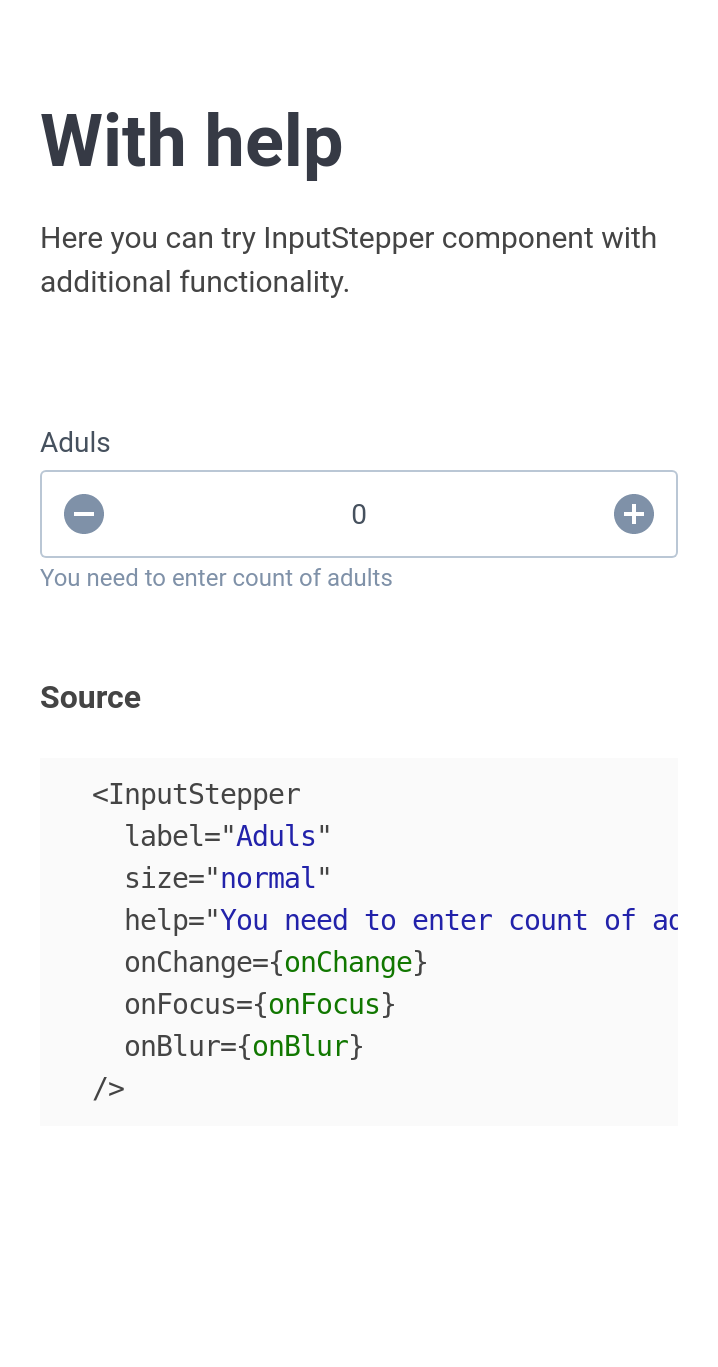 With help
Here you can try InputStepper component with
additional functionality.
Aduls
0
You need to enter count of adults
Source
<InputStepper
label="Aduls"
size="normal"
help="You need to enter count of
onChange={onChange}
onFocus={onFocus}
onBlur={onBlur}
/>